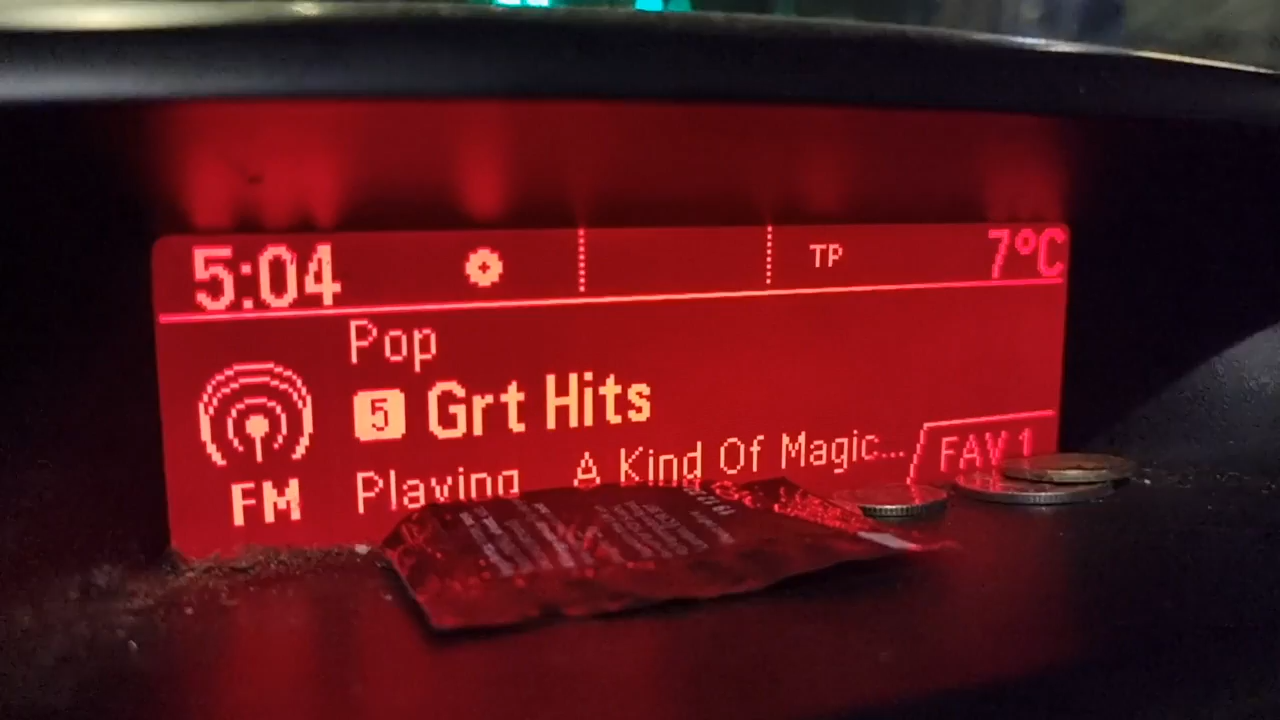 5:04 TP 7°C
Pop
5 Grt Hits
Playing A Kind Of Magic...
FAV 1
FM